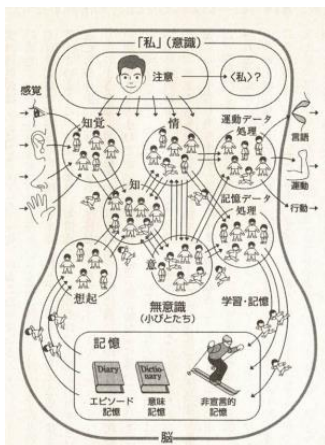 「私」(意識)
注意
〈私〉?
感覚
知覚
情
運動データ
処理
言語
運動
行動
知
記憶データ
処理
意
想起
無意識
(小びとたち)
学習・記憶
記憶
Diary
Dictio-
nary
エピソード
記憶
意味
記憶
非宣言的
記憶
脳